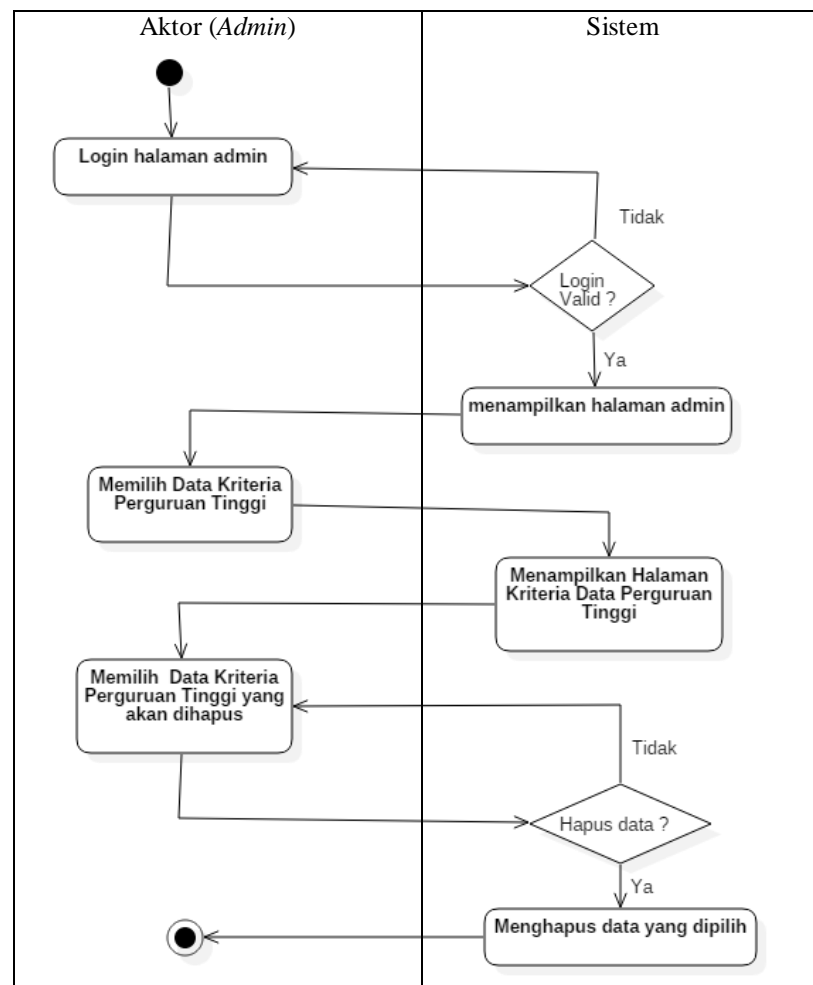 Aktor (Admin)
Sistem
Login halaman admin
Tidak
Login
Valid ?
Ya
menampilkan halaman admin
Memilih Data Kriteria
Perguruan Tinggi
Menampilkan Halaman
Kriteria Data Perguruan
Tinggi
Memilih Data Kriteria
Perguruan Tinggi yang
akan dihapus
Tidak
Hapus data ?
Ya
Menghapus data yang dipilih